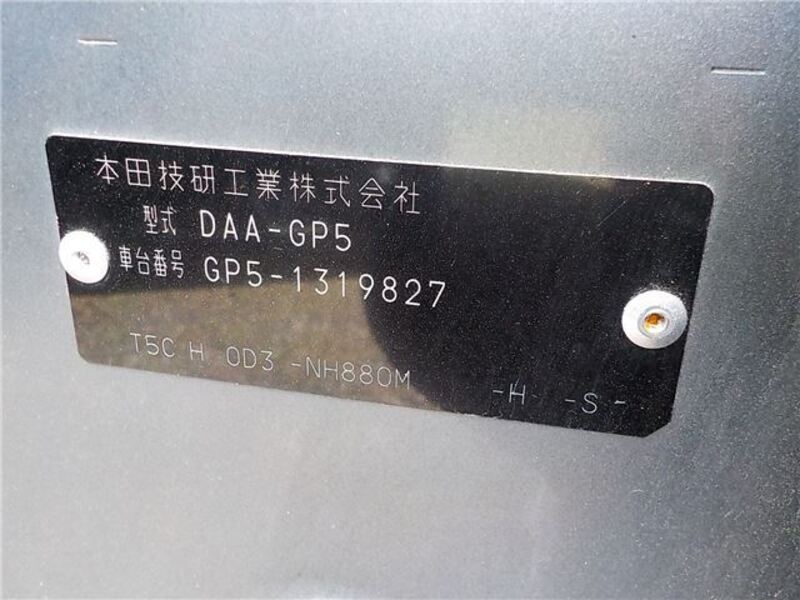 本田技研工業株式会社
型式 DAA-GP5
車台番号 GP5-1319827
T5C H 0D3 -NH880M -H -S-